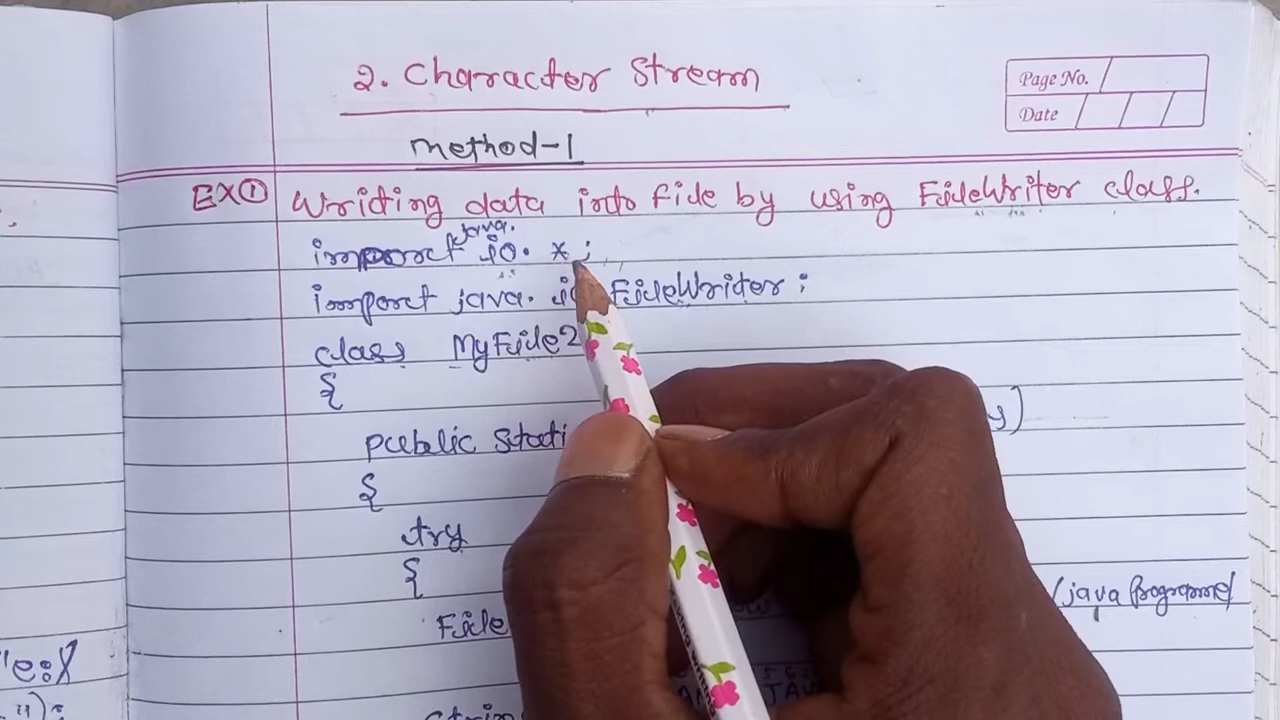 2. Character Stream
Page No.
Date
Method-1
EX① Writing data into file by using FileWriter class.
import java.io.*;
import java.io.FileWriter;
class MyFile2
{
public stati
{
try
{
File
/java Programme/